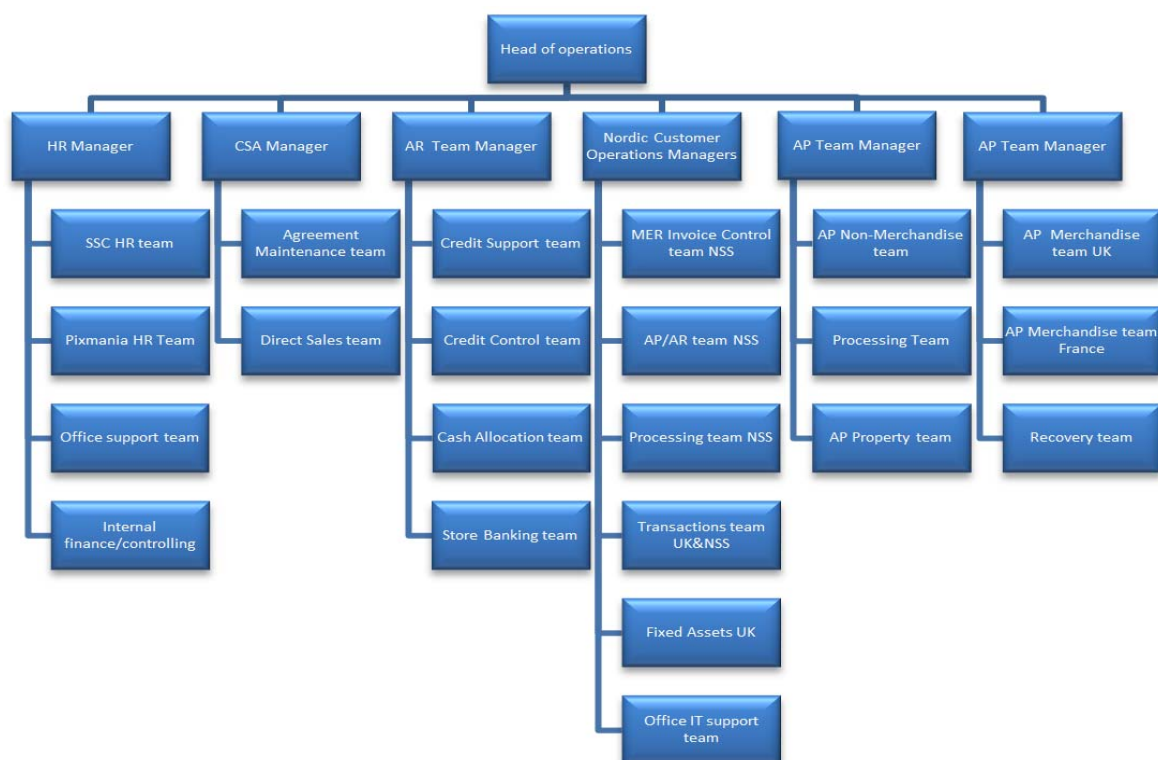 Head of operations
HR Manager
CSA Manager
AR Team Manager
Nordic Customer
Operations Managers
AP Team Manager
AP Team Manager
SSC HR team
Pixmania HR Team
Office support team
Internal
finance/controlling
Agreement
Maintenance team
Direct Sales team
Credit Support team
Credit Control team
Cash Allocation team
Store Banking team
MER Invoice Control
team NSS
AP/AR team NSS
Processing team NSS
Transactions team
UK&NSS
Fixed Assets UK
Office IT support
team
AP Non-Merchandise
team
Processing Team
AP Property team
AP Merchandise
team UK
AP Merchandise team
France
Recovery team